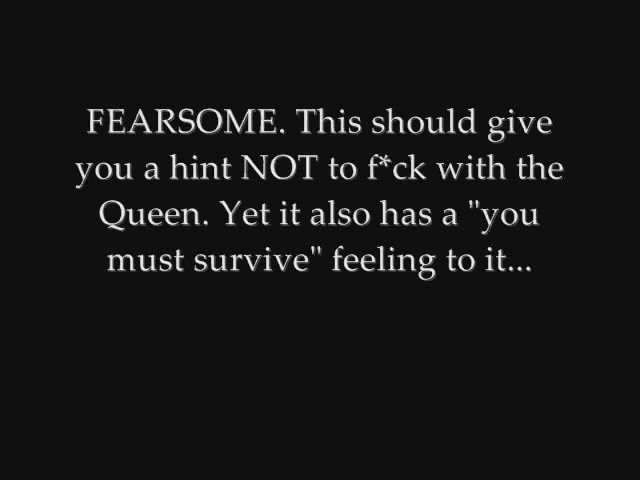 FEARSOME. This should give
you a hint NOT to f*ck with the
Queen. Yet it also has a "you
must survive" feeling to it...